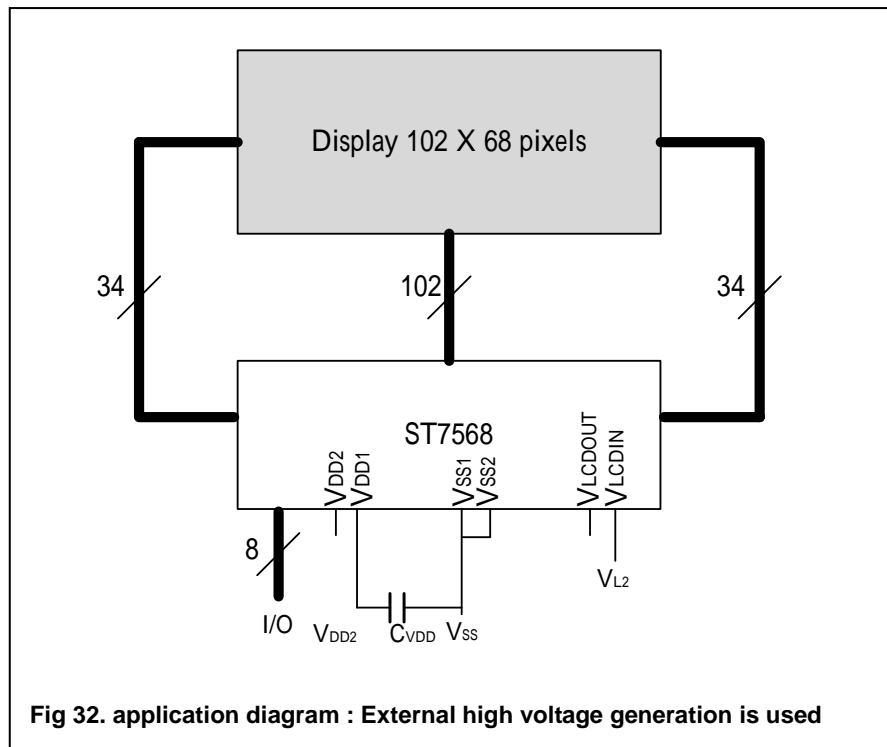 Display 102 X 68 pixels
34
102
34
ST7568
VDD2
VDD1
VSS1
VSS2
VLCDOUT
VLCDIN
8
I/O
VDD2
CVDD
VSS
VL2
Fig 32. application diagram : External high voltage generation is used